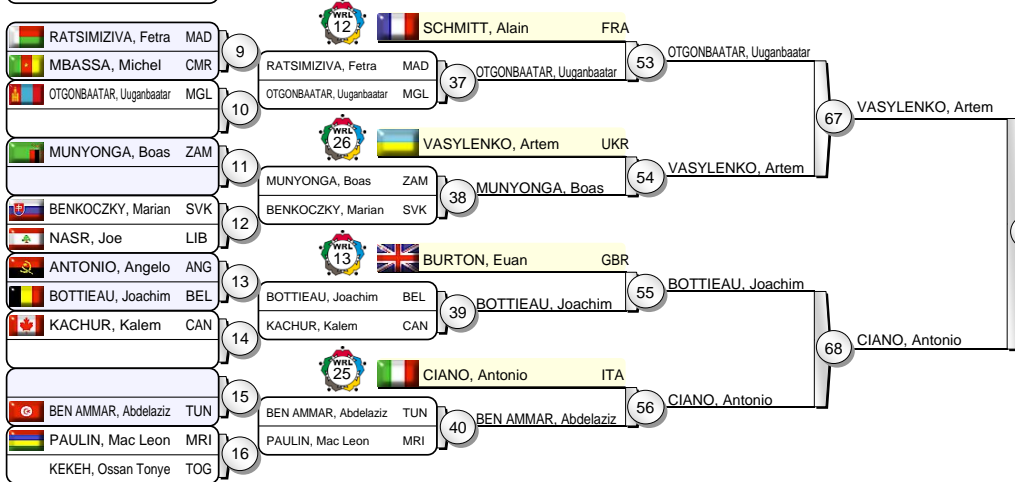 WRL
12
SCHMITT, Alain FRA
RATSIMIZIVA, Fetra MAD
MBASSA, Michel CMR
9
OTGONBAATAR, Uuganbaatar MGL
10
RATSIMIZIVA, Fetra MAD
OTGONBAATAR, Uuganbaatar MGL
37
OTGONBAATAR, Uuganbaatar
53
OTGONBAATAR, Uuganbaatar
WRL
26
VASYLENKO, Artem UKR
MUNYONGA, Boas ZAM
11
BENKOCZKY, Marian SVK
NASR, Joe LIB
12
MUNYONGA, Boas ZAM
BENKOCZKY, Marian SVK
38
MUNYONGA, Boas
54
VASYLENKO, Artem
67
VASYLENKO, Artem
WRL
13
BURTON, Euan GBR
ANTONIO, Angelo ANG
BOTTIEAU, Joachim BEL
13
KACHUR, Kalem CAN
14
BOTTIEAU, Joachim BEL
KACHUR, Kalem CAN
39
BOTTIEAU, Joachim
55
BOTTIEAU, Joachim
WRL
25
CIANO, Antonio ITA
15
BEN AMMAR, Abdelaziz TUN
PAULIN, Mac Leon MRI
16
KEKEH, Ossan Tonye TOG
BEN AMMAR, Abdelaziz TUN
PAULIN, Mac Leon MRI
40
BEN AMMAR, Abdelaziz
56
CIANO, Antonio
68
CIANO, Antonio